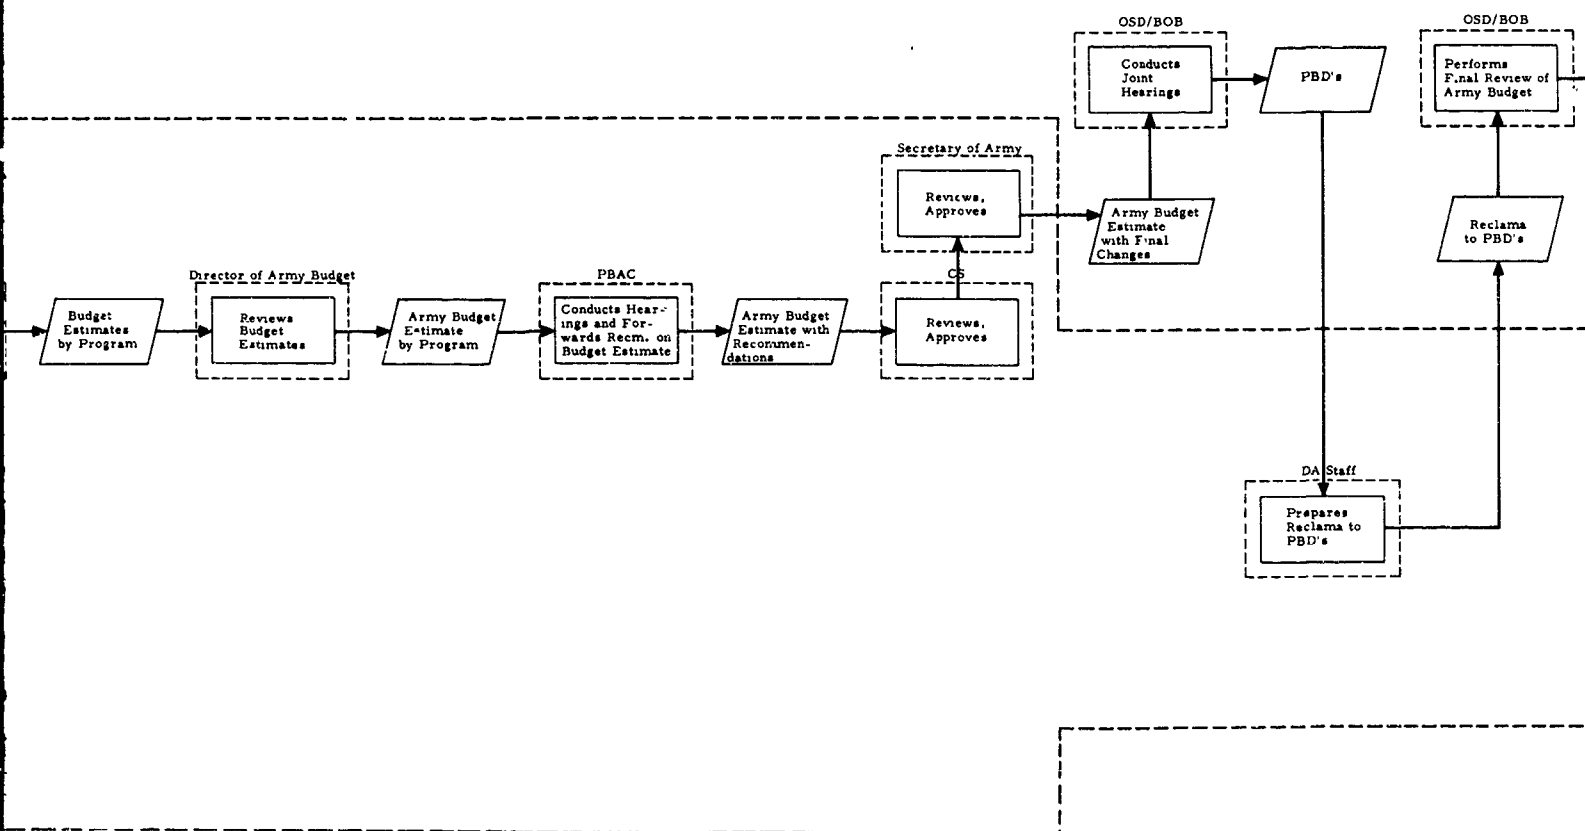 OSD/BOB
Conducts
Joint
Hearings
PBD's
OSD/BOB
Performs
Final Review of
Army Budget
Secretary of Army
Reviews,
Approves
Army Budget
Estimate
with Final
Changes
Reclama
to PBD's
Budget
Estimates
by Program
Director of Army Budget
Reviews
Budget
Estimates
Army Budget
Estimate
by Program
PBAC
Conducts Hear-
ings and For-
wards Recm. on
Budget Estimate
Army Budget
Estimate with
Recommen-
dations
CS
Reviews,
Approves
DA Staff
Prepares
Reclama to
PBD's